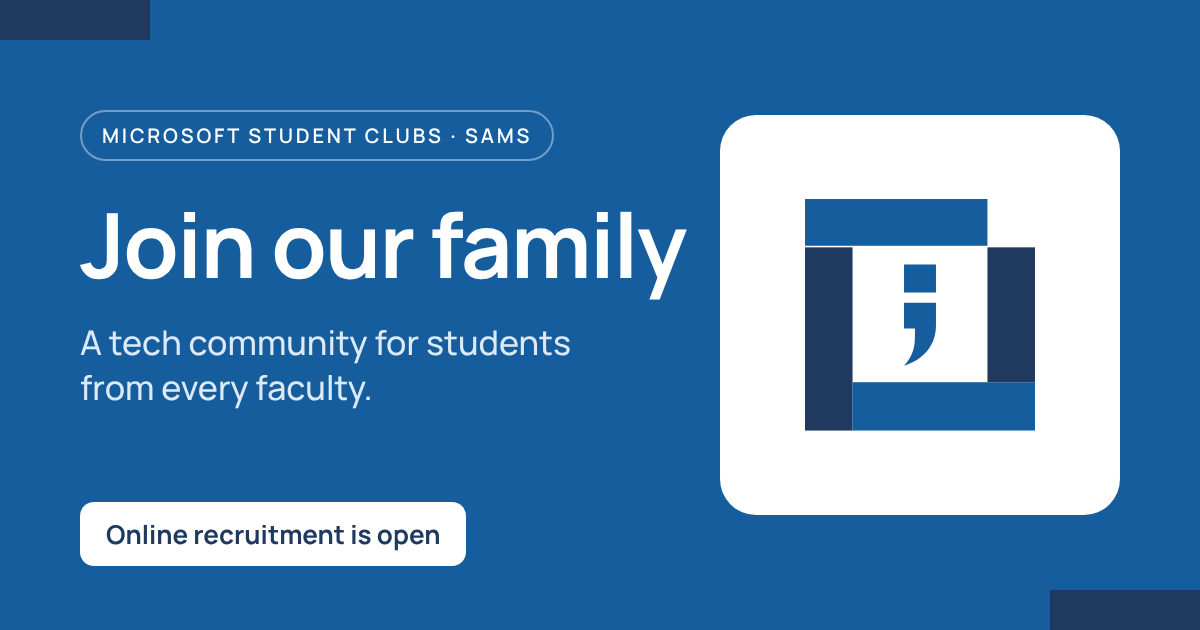 MICROSOFT STUDENT CLUBS · SAMS
Join our family
A tech community for students
from every faculty.
Online recruitment is open
;